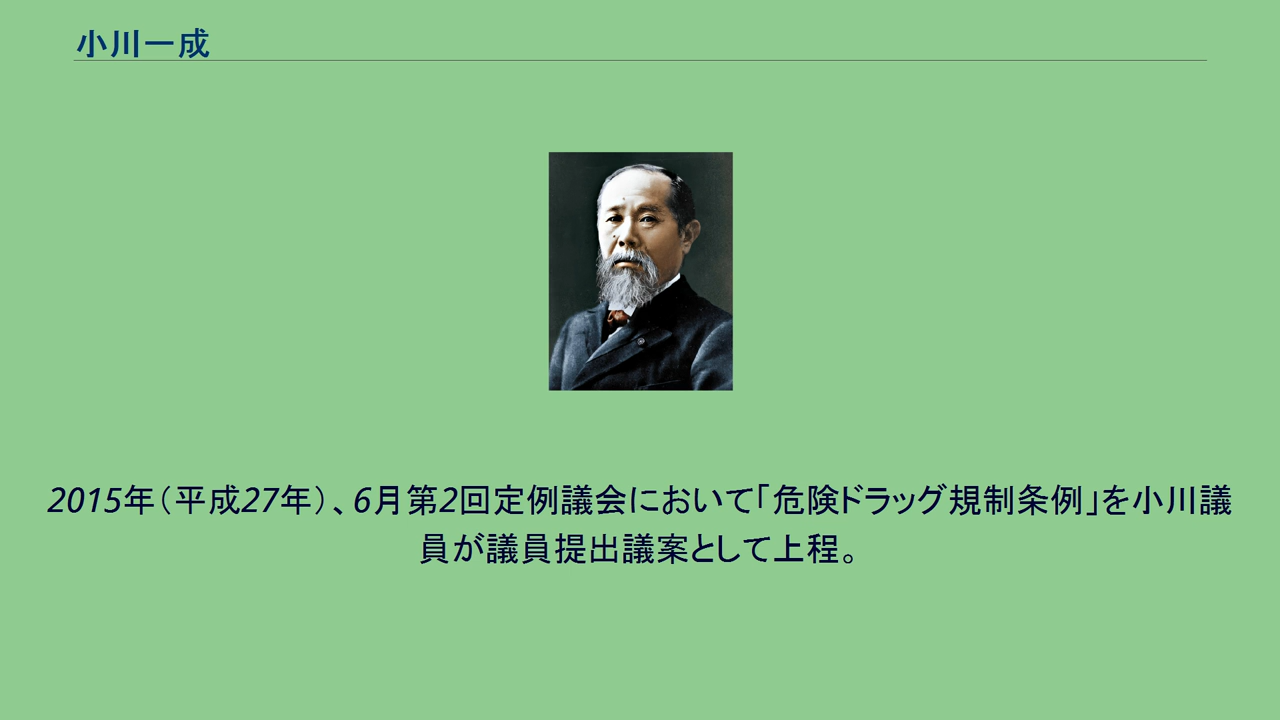 小川一成
2015年（平成27年）、6月第2回定例議会において「危険ドラッグ規制条例」を小川議
員が議員提出議案として上程。